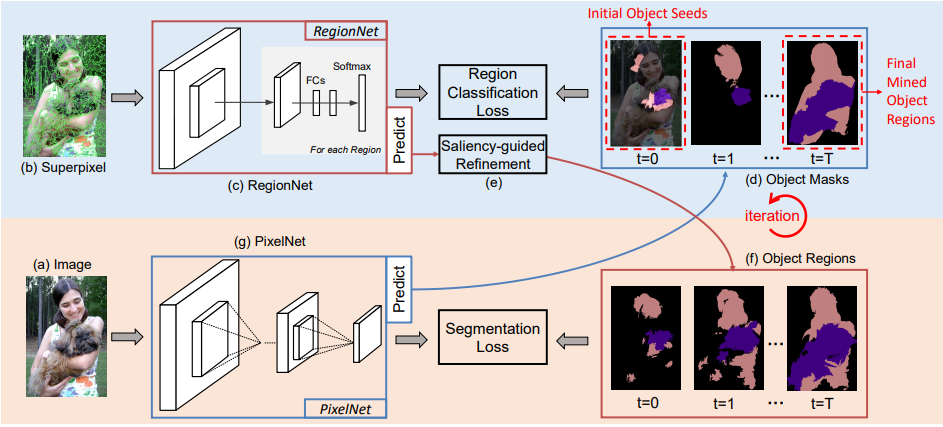 Initial Object Seeds
RegionNet
Softmax
FCs
For each Region
Predict
Region
Classification
Loss
Final
Mined
Object
Regions
t=0
t=1
...
t=T
(b) Superpixel
(c) RegionNet
Saliency-guided
Refinement
(e)
(d) Object Masks
iteration
(g) PixelNet
(a) Image
Predict
PixelNet
Segmentation
Loss
(f) Object Regions
...
t=0
t=1
...
t=T